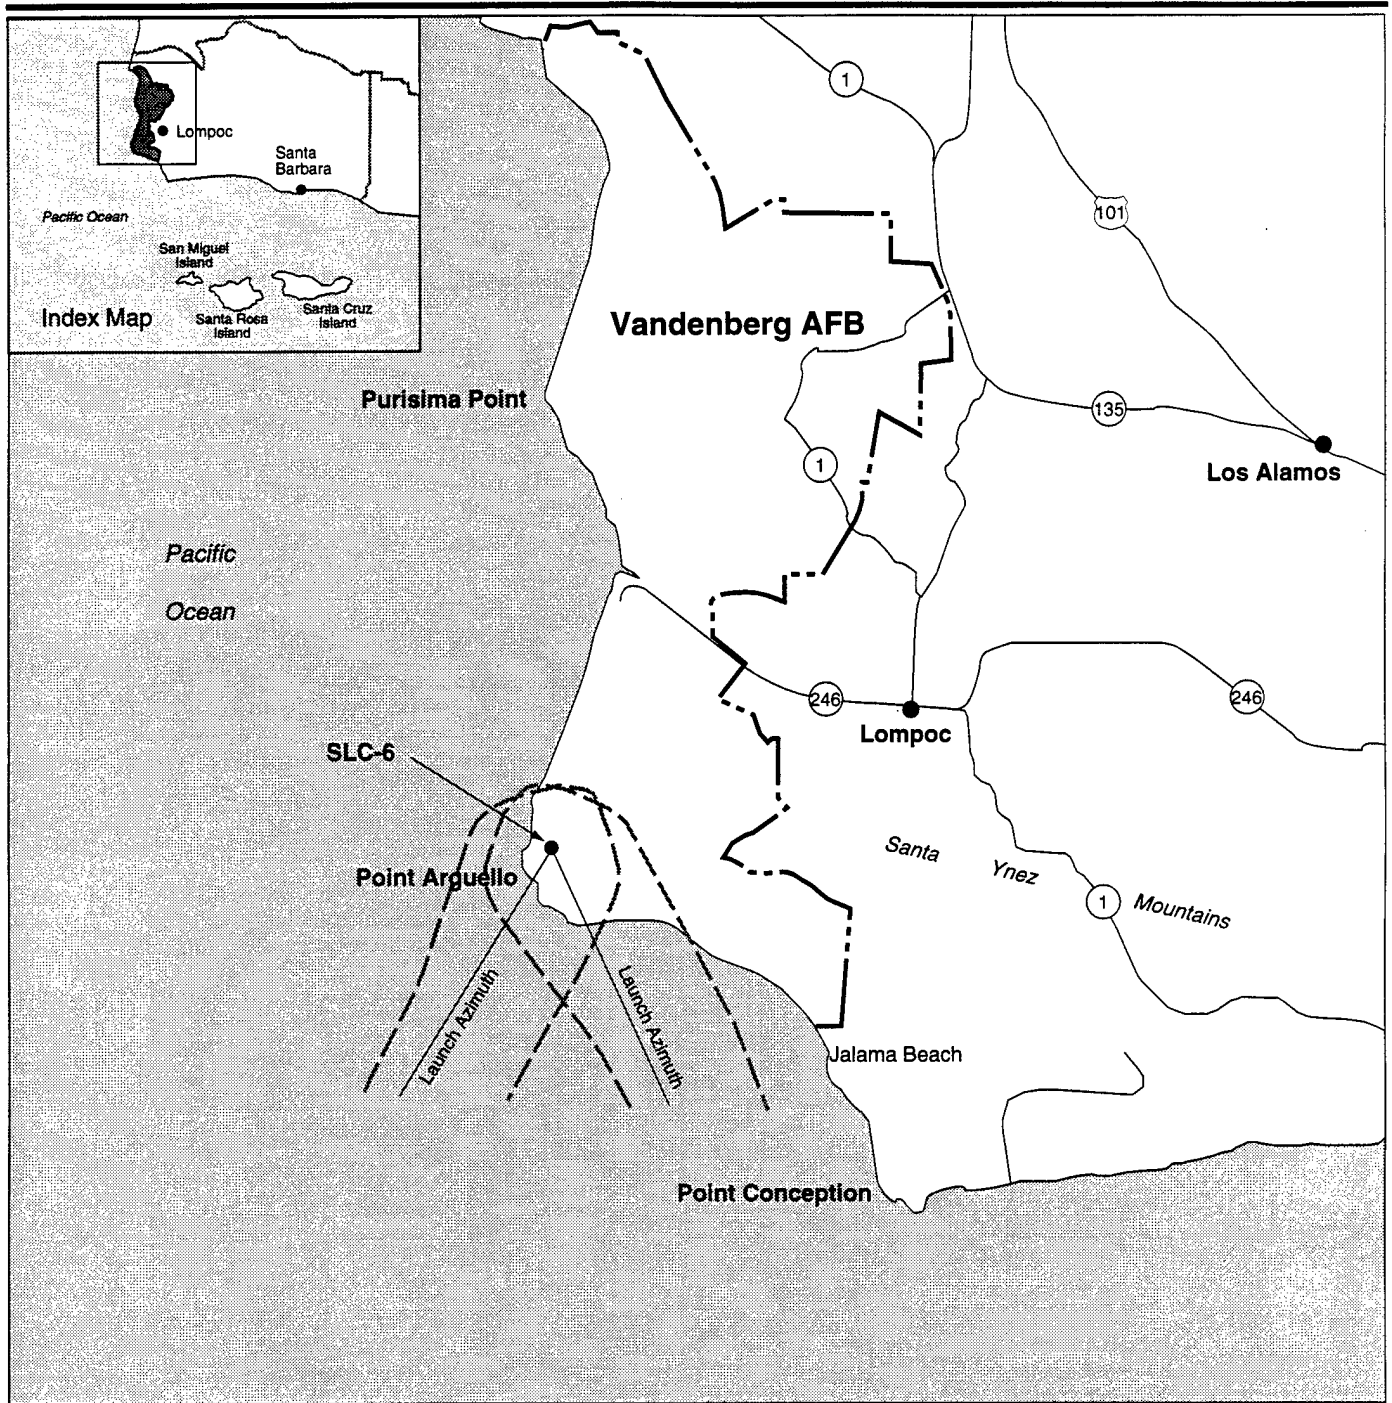 1
Lompoc
Santa
Barbara
101
Pacific Ocean
San Miguel
Island
Santa Rosa
Island
Santa Cruz
Island
Index Map
Vandenberg AFB
Purisima Point
135
1
Los Alamos
Pacific
Ocean
246
246
Lompoc
SLC-6
Santa Ynez Mountains
Point Arguello
1
Launch Azimuth
Launch Azimuth
Jalama Beach
Point Conception